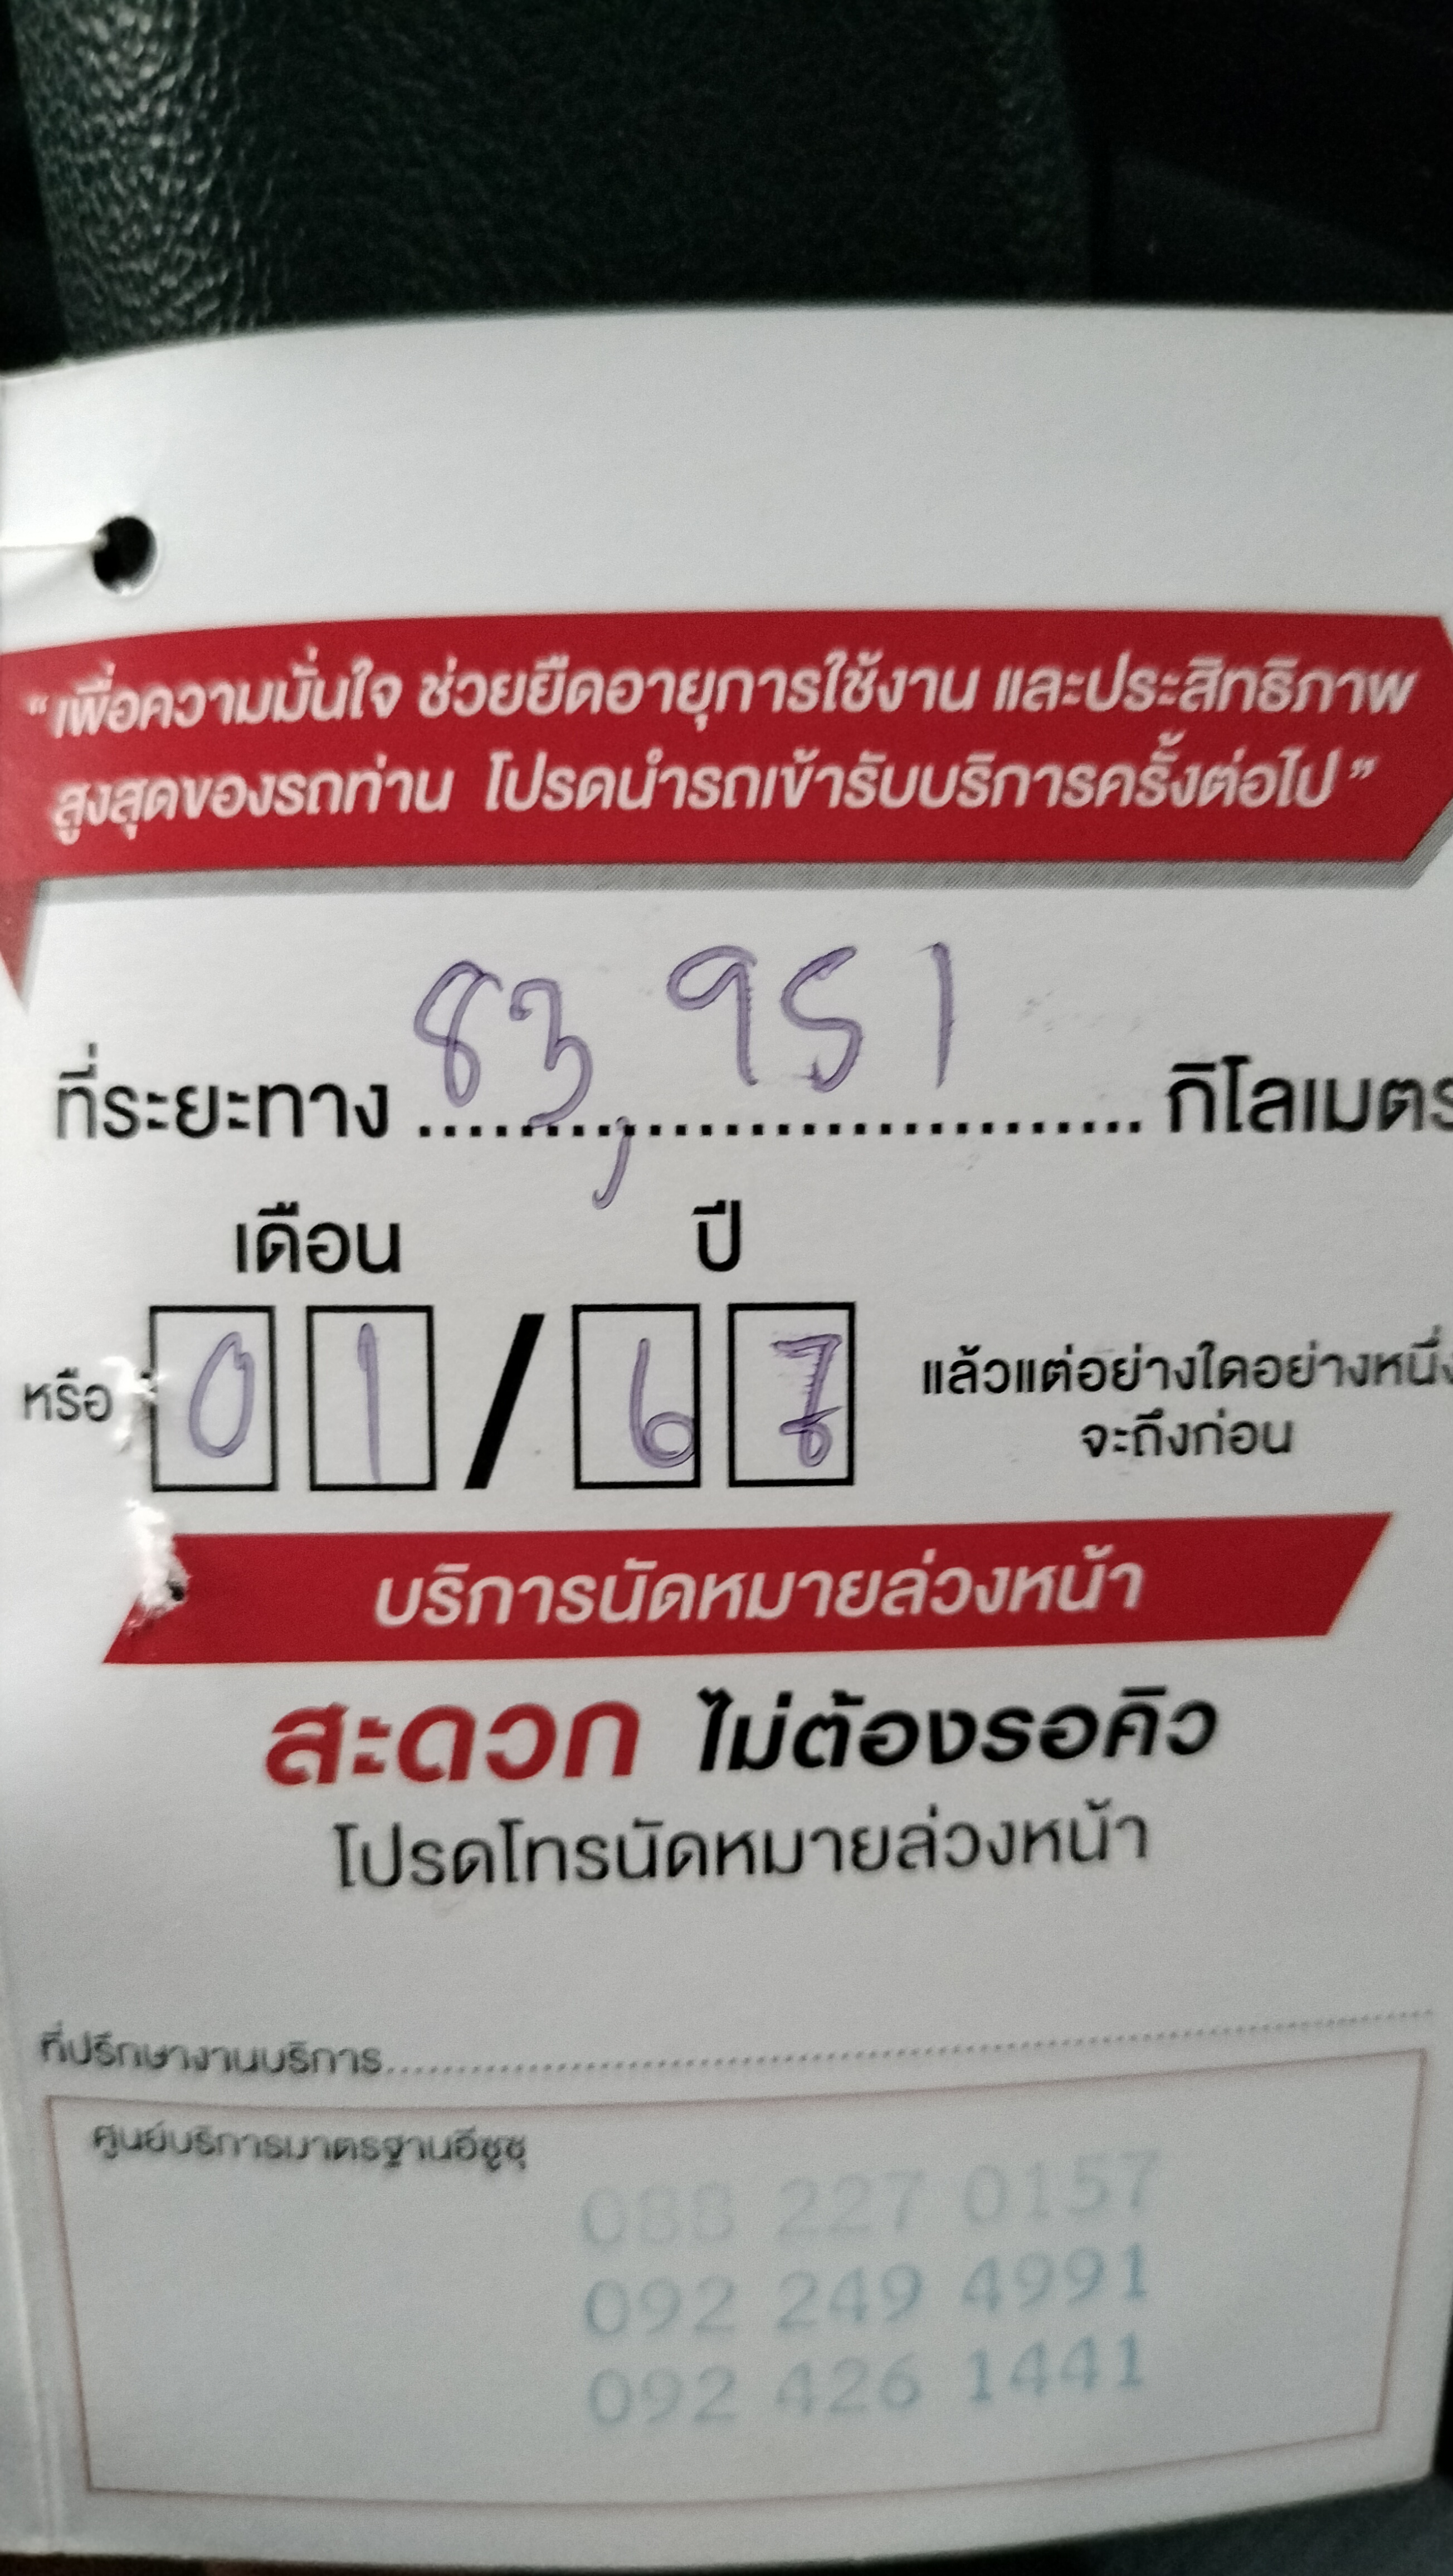 “เพื่อความมั่นใจ ช่วยยืดอายุการใช้งาน และประสิทธิภาพ
สูงสุดของรถท่าน โปรดนำรถเข้ารับบริการครั้งต่อไป”
ที่ระยะทาง 83,951 กิโลเมตร
เดือน ปี
หรือ 01/67 แล้วแต่อย่างใดอย่างหนึ่ง
จะถึงก่อน
บริการนัดหมายล่วงหน้า
สะดวก ไม่ต้องรอคิว
โปรดโทรนัดหมายล่วงหน้า
ที่ปรึกษางานบริการ
ศูนย์บริการมาตรฐานอีซูซุ
088 227 0157
092 249 4991
092 426 1441